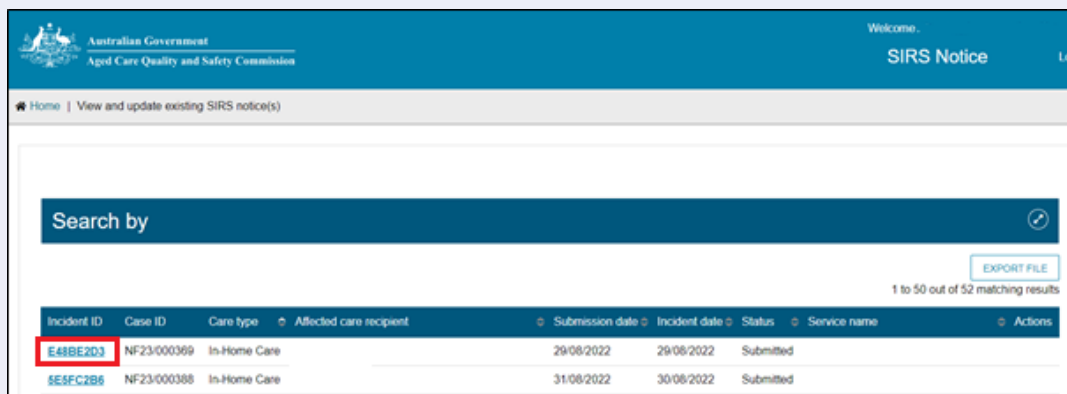 Welcome.
Australian Government
Aged Care Quality and Safety Commission
SIRS Notice
Home | View and update existing SIRS notice(s)
Search by
EXPORT FILE
1 to 50 out of 52 matching results
Incident ID Case ID Care type Affected care recipient Submission date Incident date Status Service name Actions
E48BE2D3 NF23/000369 In-Home Care 29/08/2022 29/08/2022 Submitted
5E5FC2B6 NF23/000388 In-Home Care 31/08/2022 30/08/2022 Submitted